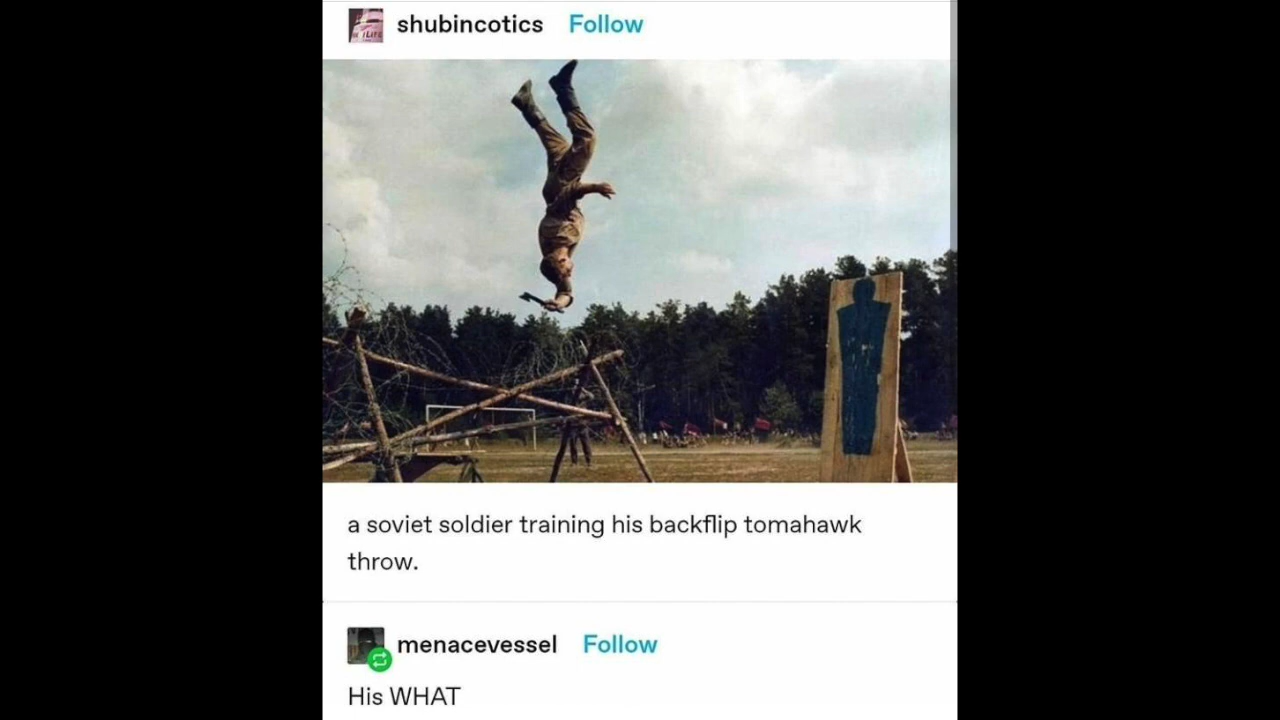 shubincotics Follow
a soviet soldier training his backflip tomahawk
throw.
menacevessel Follow
His WHAT